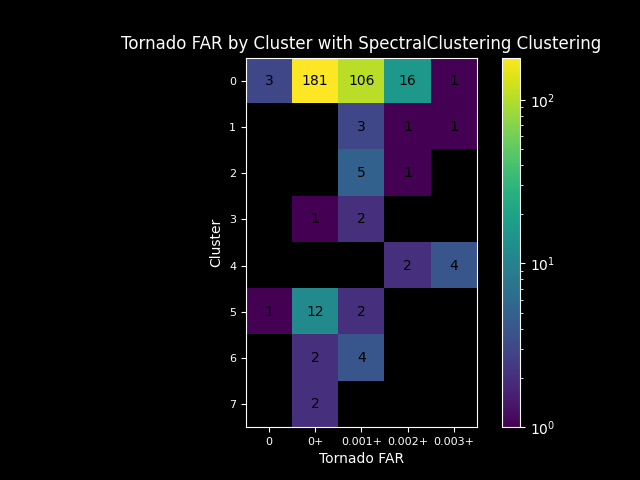 Tornado FAR by Cluster with SpectralClustering Clustering
0 3 181 106 16 1
1 3 1 1
2 5 1
3 1 2
4 2 4
5 1 12 2
6 2 4
7 2
0 0+ 0.001+ 0.002+ 0.003+
Tornado FAR
Cluster
10²
10¹
10⁰